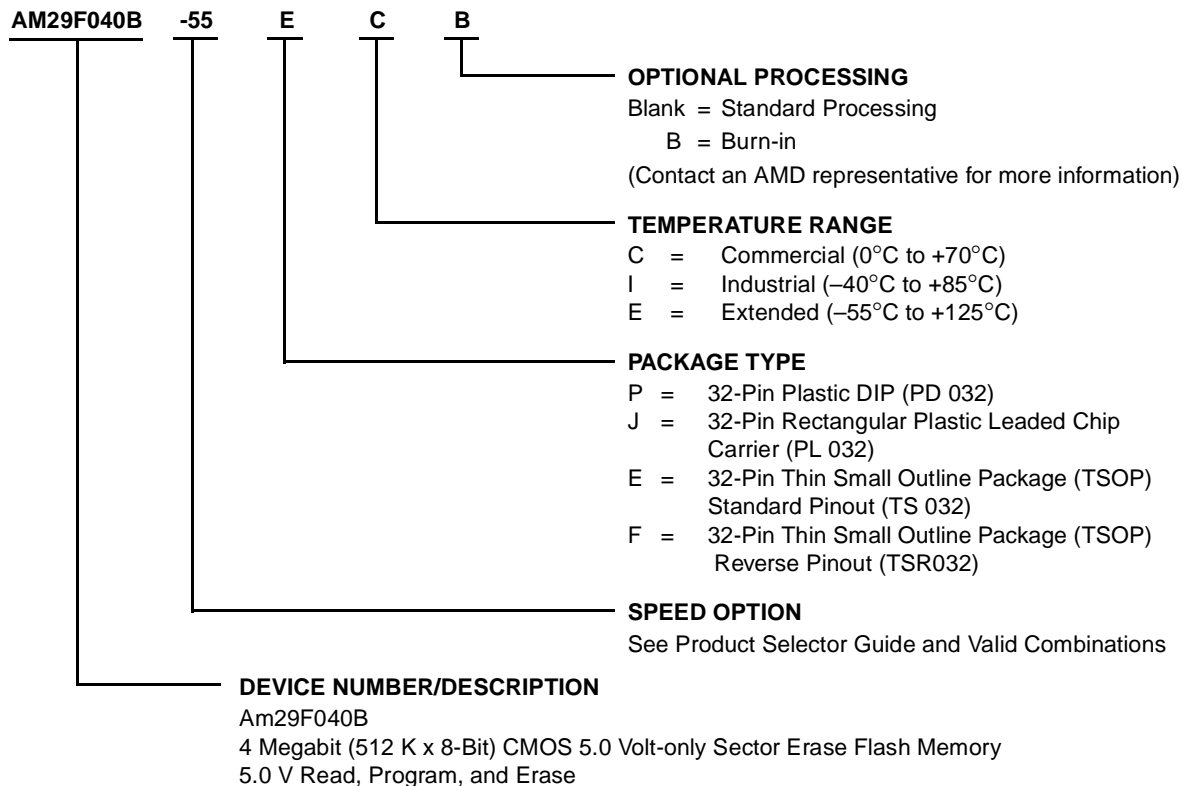 AM29F040B -55 E C B
OPTIONAL PROCESSING
Blank = Standard Processing
B = Burn-in
(Contact an AMD representative for more information)
TEMPERATURE RANGE
C = Commercial (0°C to +70°C)
I = Industrial (–40°C to +85°C)
E = Extended (–55°C to +125°C)
PACKAGE TYPE
P = 32-Pin Plastic DIP (PD 032)
J = 32-Pin Rectangular Plastic Leaded Chip
Carrier (PL 032)
E = 32-Pin Thin Small Outline Package (TSOP)
Standard Pinout (TS 032)
F = 32-Pin Thin Small Outline Package (TSOP)
Reverse Pinout (TSR032)
SPEED OPTION
See Product Selector Guide and Valid Combinations
DEVICE NUMBER/DESCRIPTION
Am29F040B
4 Megabit (512 K x 8-Bit) CMOS 5.0 Volt-only Sector Erase Flash Memory
5.0 V Read, Program, and Erase